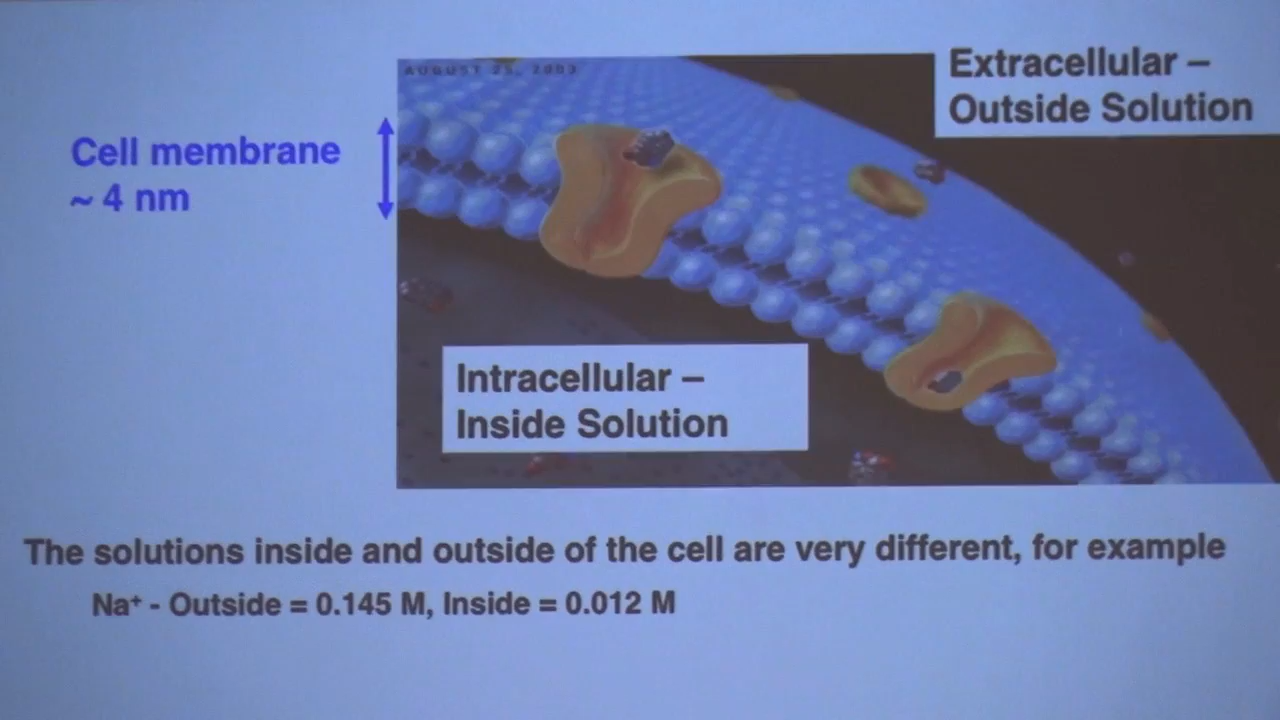 AUGUST 25, 2003
Extracellular –
Outside Solution
Cell membrane
~ 4 nm
Intracellular –
Inside Solution
The solutions inside and outside of the cell are very different, for example
Na⁺ - Outside = 0.145 M, Inside = 0.012 M